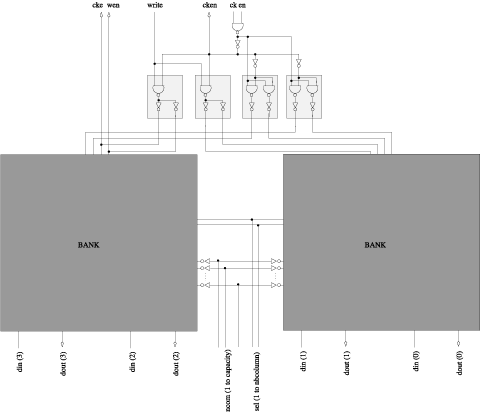 cke wen write cken ck en
BANK BANK
din (3) dout (3) din (2) dout (2) ncom (1 to capacity) sel (1 to nbcolumn) din (1) dout (1) din (0) dout (0)